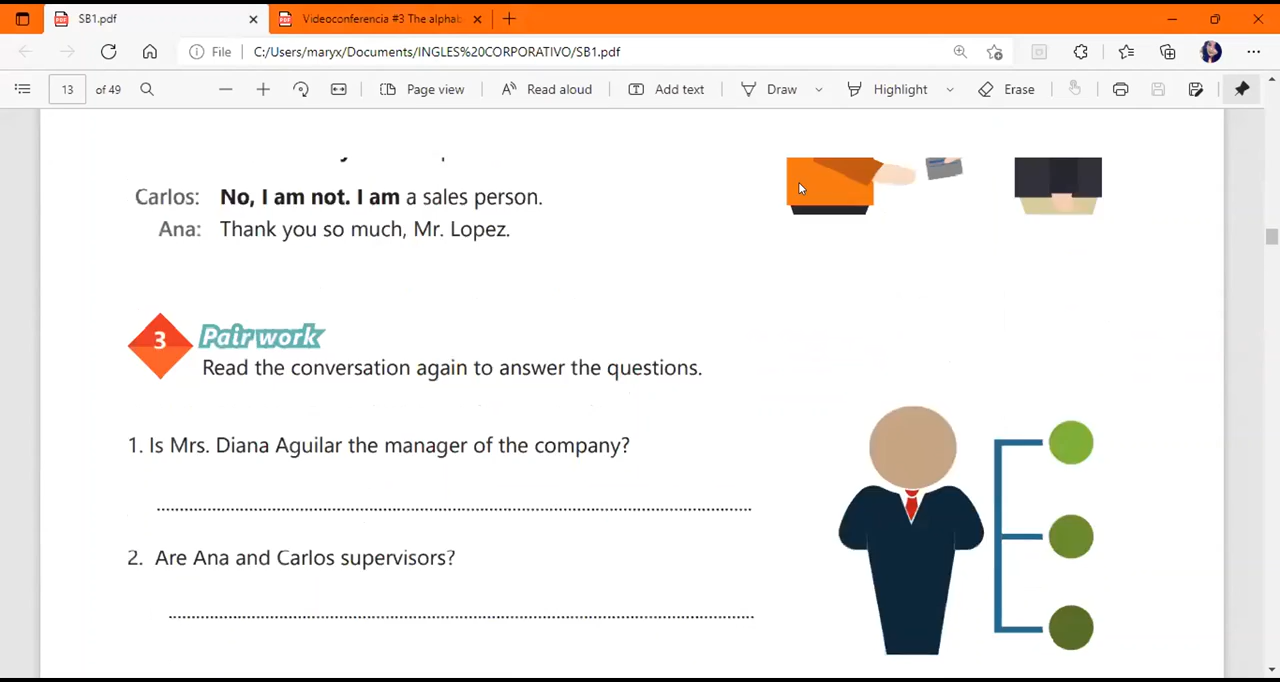 SB1.pdf
Videoconferencia #3 The alphal
File
C:/Users/maryx/Documents/INGLES%20CORPORATIVO/SB1.pdf
13 of 49
Page view
Read aloud
Add text
Draw
Highlight
Erase
Carlos: No, I am not. I am a sales person.
Ana: Thank you so much, Mr. Lopez.
3 Pair work
Read the conversation again to answer the questions.
1. Is Mrs. Diana Aguilar the manager of the company?
2. Are Ana and Carlos supervisors?